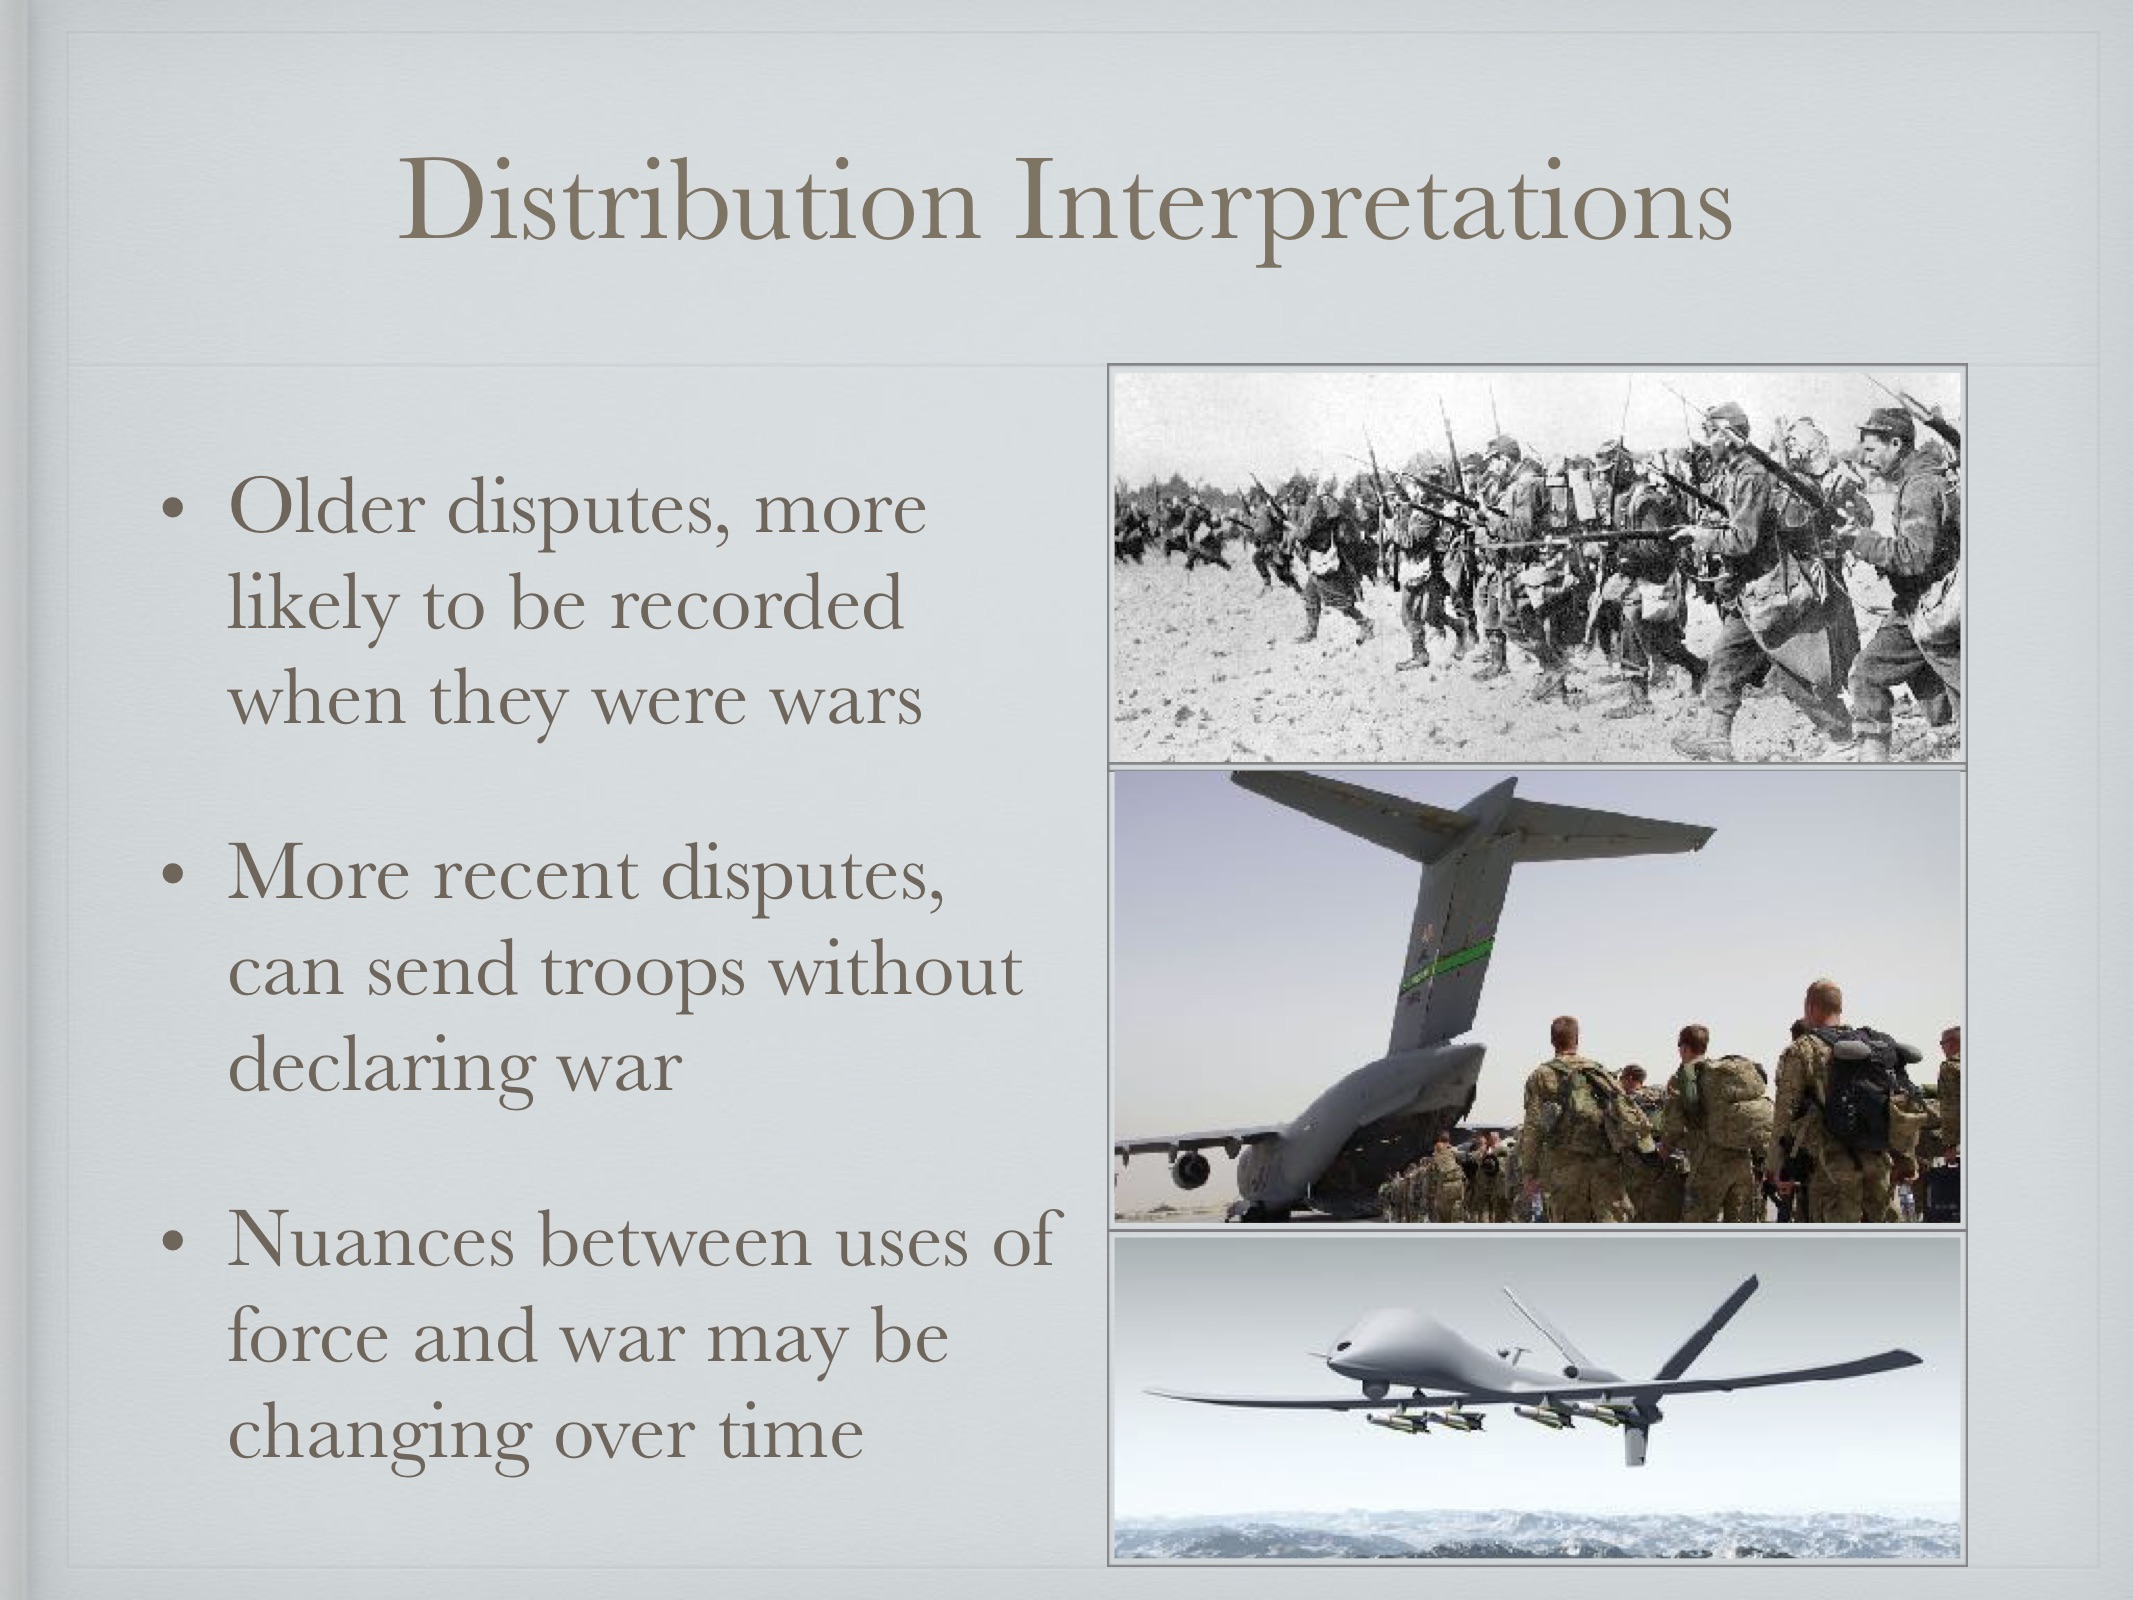 Distribution Interpretations
• Older disputes, more
likely to be recorded
when they were wars
• More recent disputes,
can send troops without
declaring war
• Nuances between uses of
force and war may be
changing over time